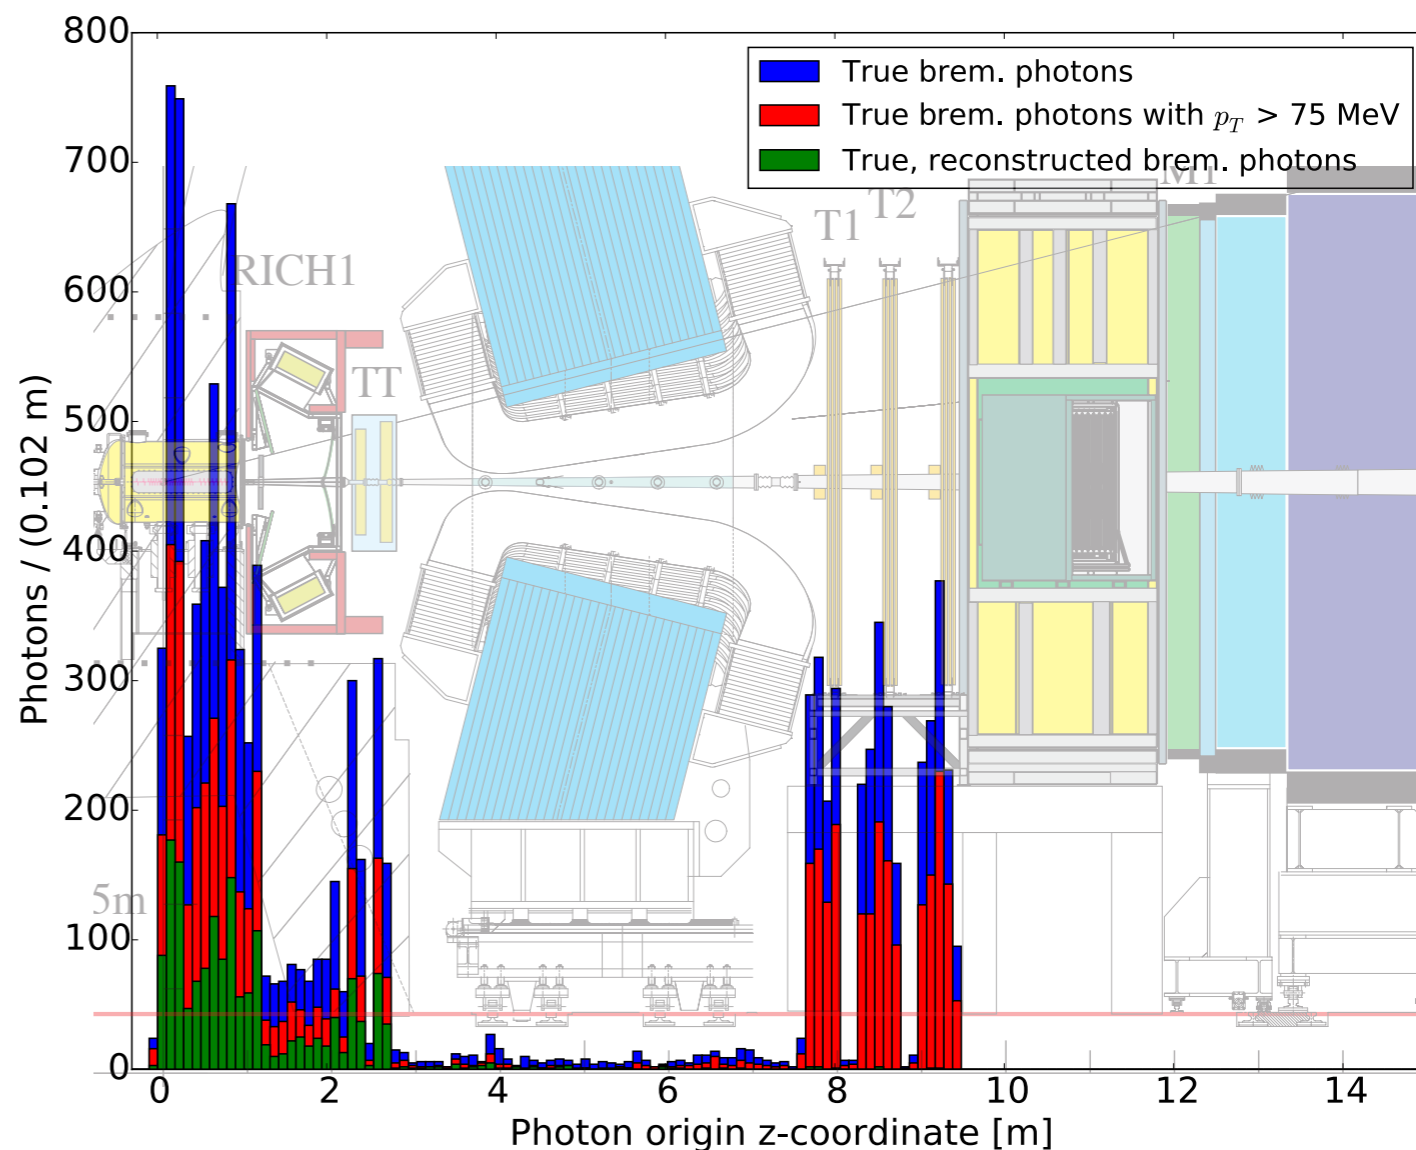 800
700
600
500
400
300
200
100
0
Photons / (0.102 m)
True brem. photons
True brem. photons with p_T > 75 MeV
True, reconstructed brem. photons
M1
T2
T1
RICH1
TT
5m
0 2 4 6 8 10 12 14
Photon origin z-coordinate [m]